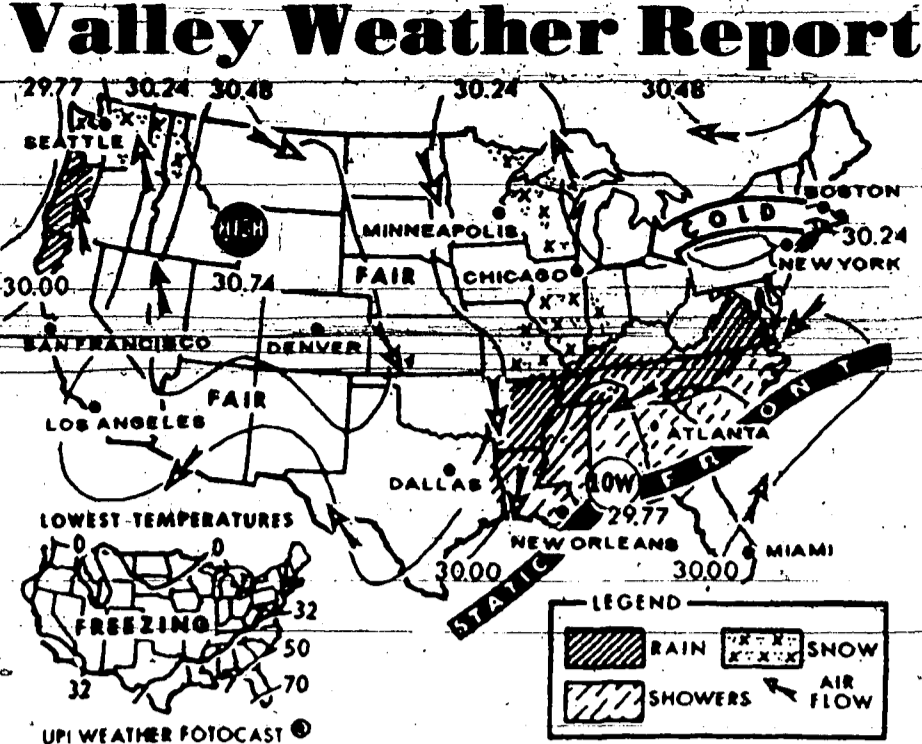 Valley Weather Report
29.77 30.24 30.48 30.24 30.48
SEATTLE
BOSTON
COLD
HIGH
MINNEAPOLIS
30.24
NEW YORK
30.00
30.74
FAIR
CHICAGO
SAN FRANCISCO
DENVER
FAIR
LOS ANGELES
ATLANTA
DALLAS
LOW
29.77
STATIC FRONT
NEW ORLEANS
MIAMI
30.00
30.00
LOWEST TEMPERATURES
0 0
FREEZING
32
50
32
70
UPI WEATHER FOTOCAST ®
LEGEND
RAIN
SNOW
SHOWERS
AIR
FLOW